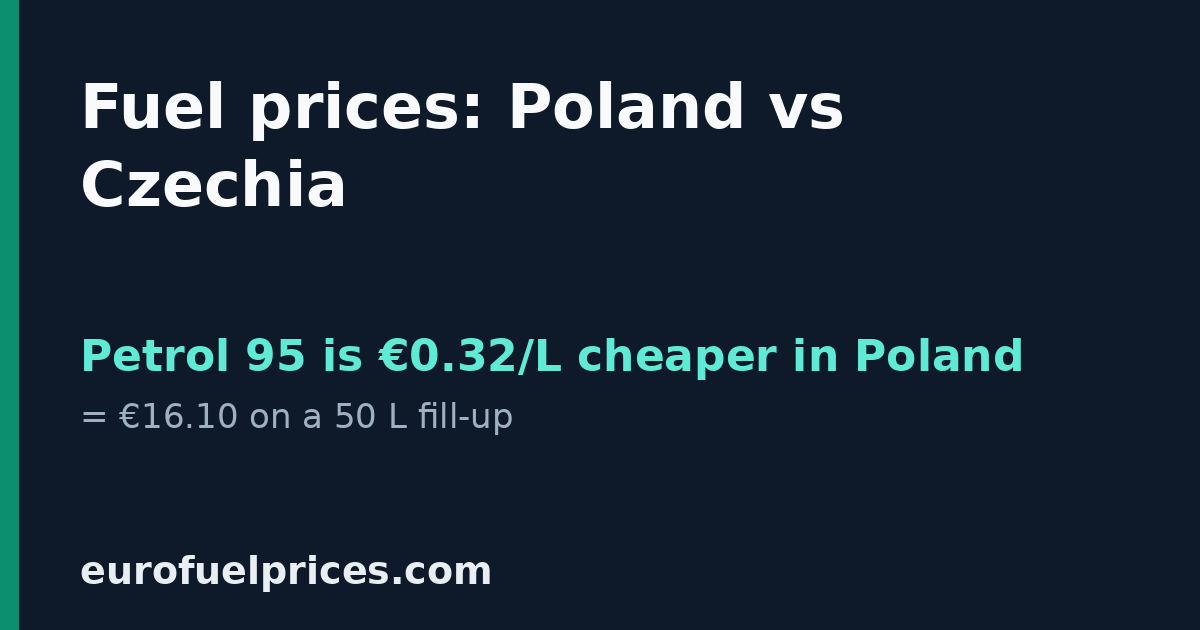 Fuel prices: Poland vs
Czechia
Petrol 95 is €0.32/L cheaper in Poland
= €16.10 on a 50 L fill-up
eurofuelprices.com